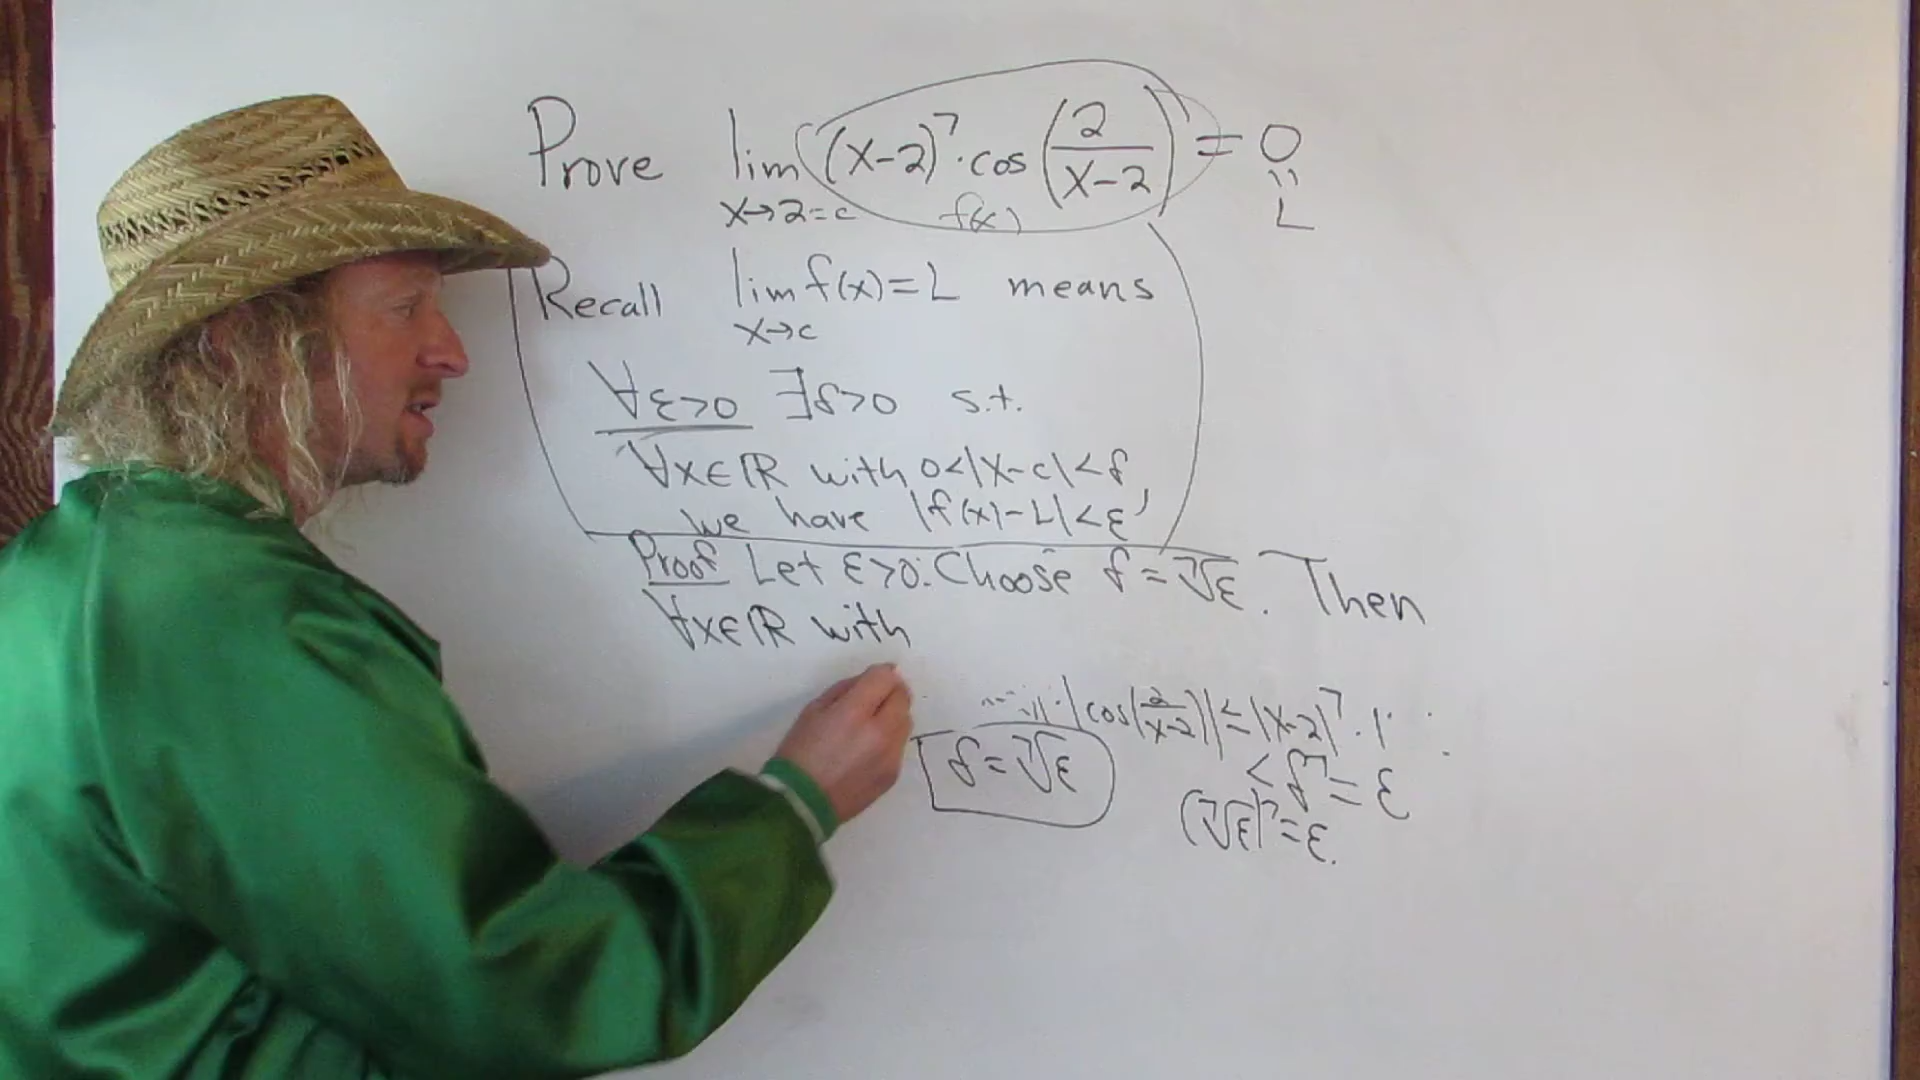 Prove lim ((x-2)^7 · cos(2/(x-2))) = 0
x→2=c f(x) " L
Recall lim f(x) = L means
x→c
∀ε>0 ∃δ>0 s.t.
∀x∈ℝ with 0<|x-c|<δ,
we have |f(x)-L|<ε
Proof Let ε>0. Choose δ = ⁷√ε. Then
∀x∈ℝ with
|cos(2/(x-2))| ≤ |x-2|^7 · 1
δ = ⁷√ε < δ^7 = ε
(⁷√ε)^7 = ε.